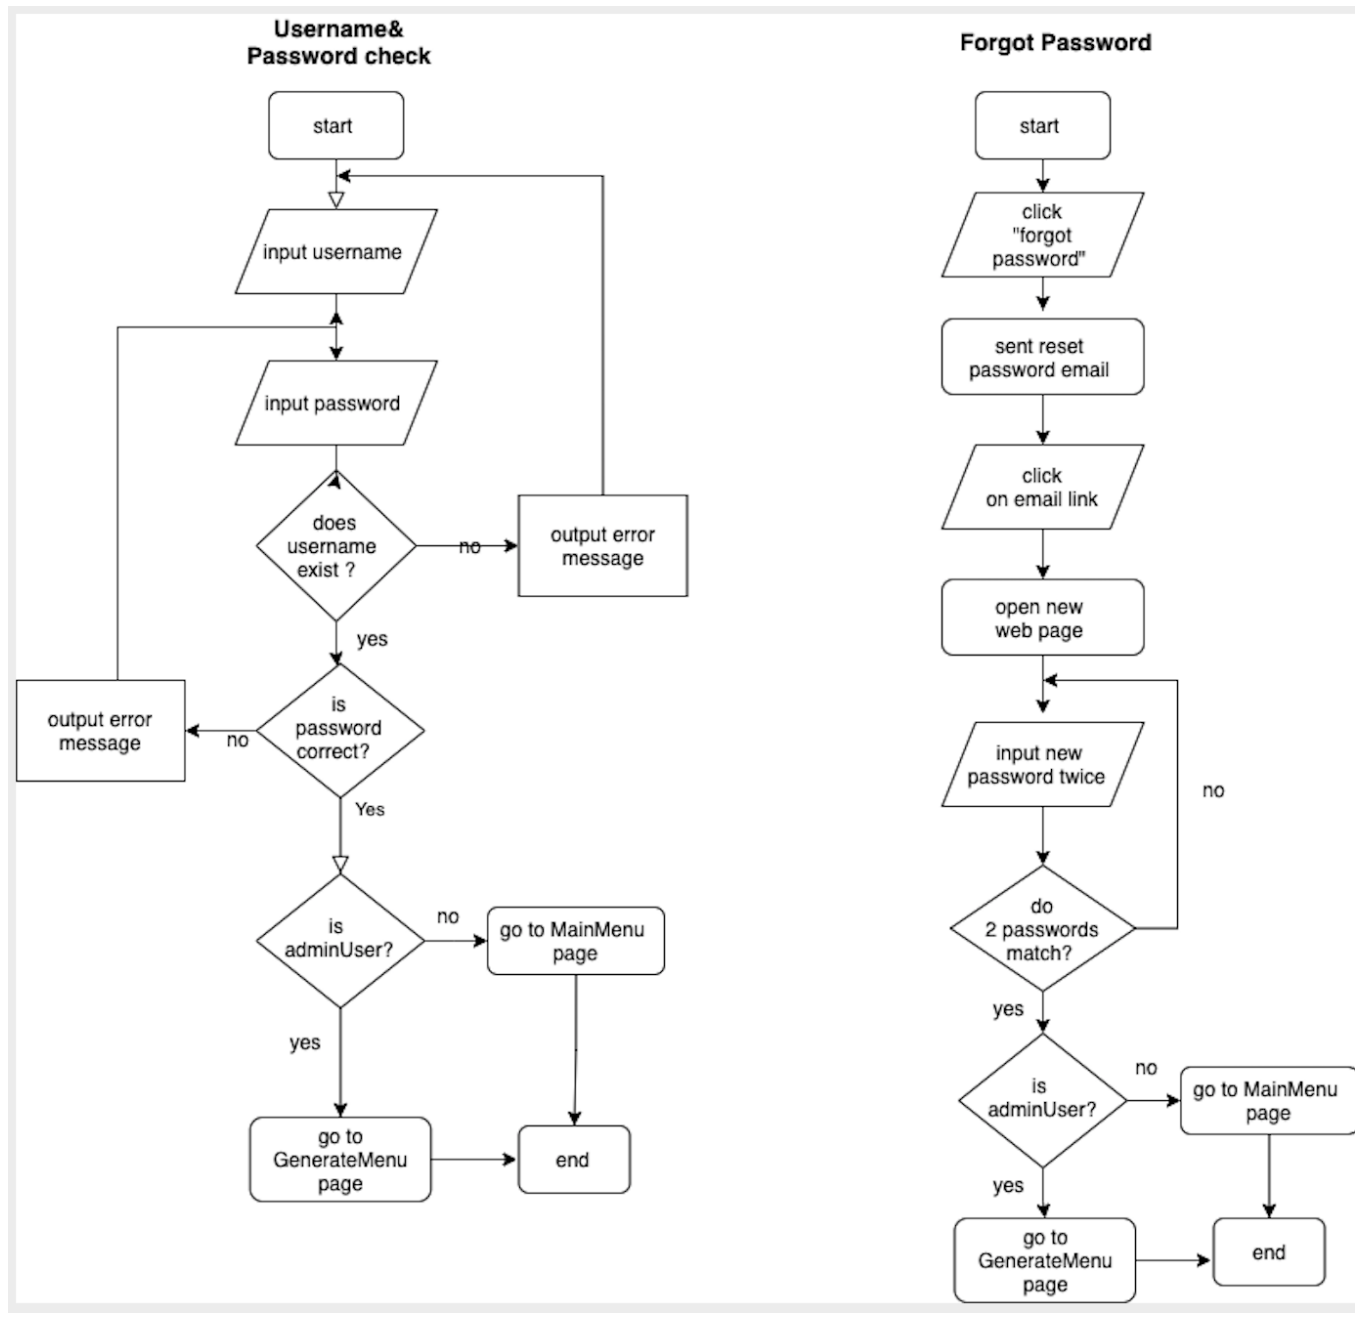 Username&
Password check
start
input username
input password
does
username
exist ?
no
output error
message
yes
is
password
correct?
no
output error
message
Yes
is
adminUser?
no
go to MainMenu
page
yes
go to
GenerateMenu
page
end
Forgot Password
start
click
"forgot
password"
sent reset
password email
click
on email link
open new
web page
input new
password twice
no
do
2 passwords
match?
yes
is
adminUser?
no
go to MainMenu
page
yes
go to
GenerateMenu
page
end